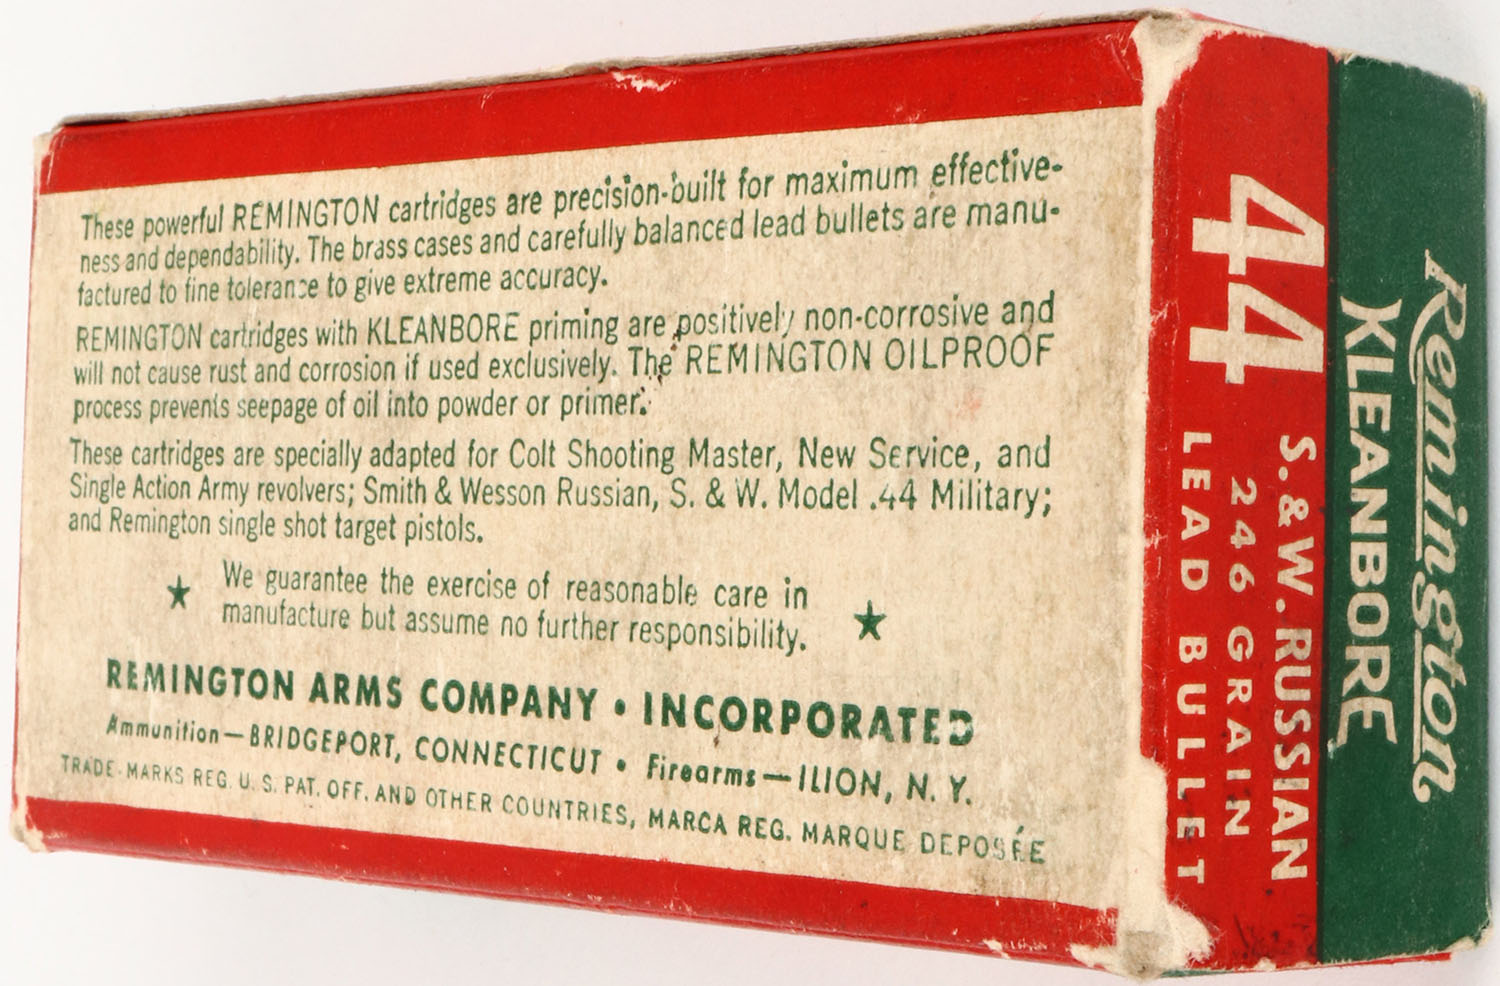 These powerful REMINGTON cartridges are precision-built for maximum effective-
ness and dependability. The brass cases and carefully balanced lead bullets are manu-
factured to fine tolerance to give extreme accuracy.
REMINGTON cartridges with KLEANBORE priming are positively non-corrosive and
will not cause rust and corrosion if used exclusively. The REMINGTON OILPROOF
process prevents seepage of oil into powder or primer.
These cartridges are specially adapted for Colt Shooting Master, New Service, and
Single Action Army revolvers; Smith & Wesson Russian, S. & W. Model .44 Military;
and Remington single shot target pistols.
We guarantee the exercise of reasonable care in
manufacture but assume no further responsibility.
REMINGTON ARMS COMPANY • INCORPORATED
Ammunition—BRIDGEPORT, CONNECTICUT • Firearms—ILION, N. Y.
TRADE-MARKS REG. U. S. PAT. OFF. AND OTHER COUNTRIES, MARCA REG. MARQUE DEPOSÉE
Remington
KLEANBORE
44
S. & W. RUSSIAN
246 GRAIN
LEAD BULLET